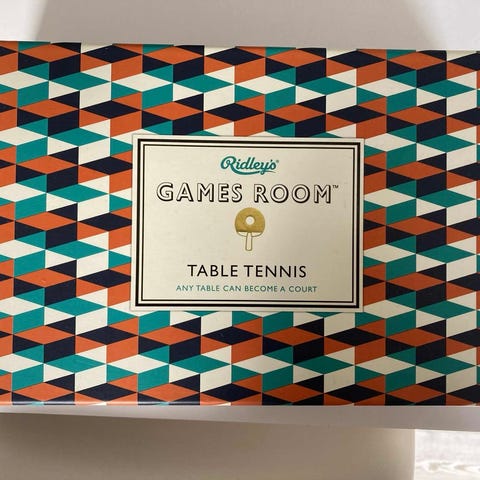 Ridley's®
GAMES ROOM™
TABLE TENNIS
ANY TABLE CAN BECOME A COURT